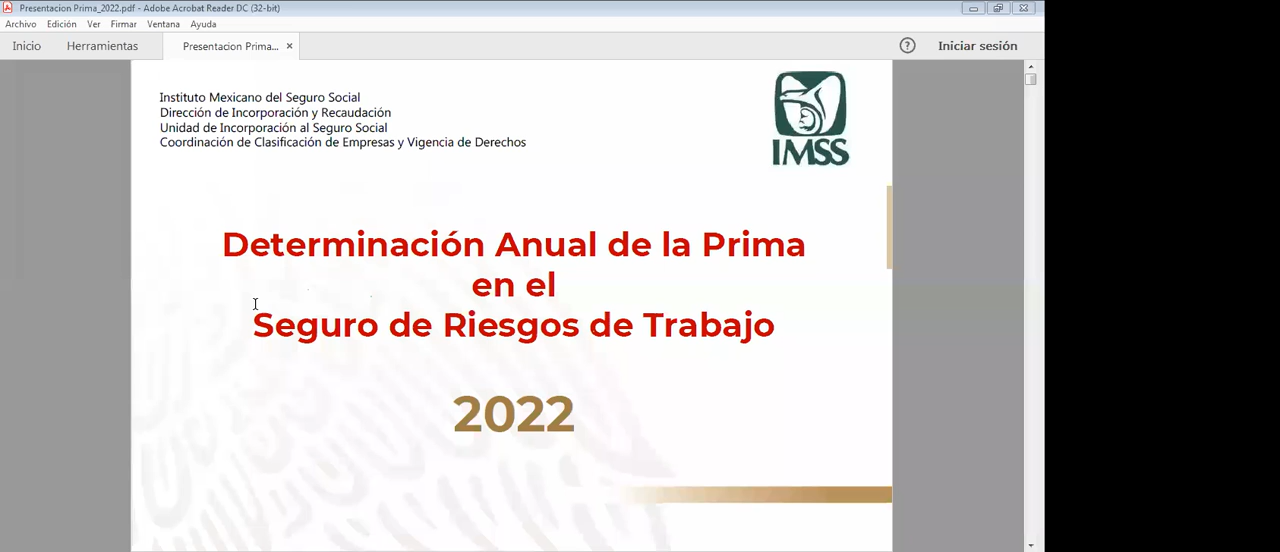 Presentacion Prima_2022.pdf - Adobe Acrobat Reader DC (32-bit)
Archivo Edición Ver Firmar Ventana Ayuda
Inicio Herramientas Presentacion Prima... × ? Iniciar sesión
Instituto Mexicano del Seguro Social
Dirección de Incorporación y Recaudación
Unidad de Incorporación al Seguro Social
Coordinación de Clasificación de Empresas y Vigencia de Derechos
IMSS
Determinación Anual de la Prima
en el
Seguro de Riesgos de Trabajo
2022